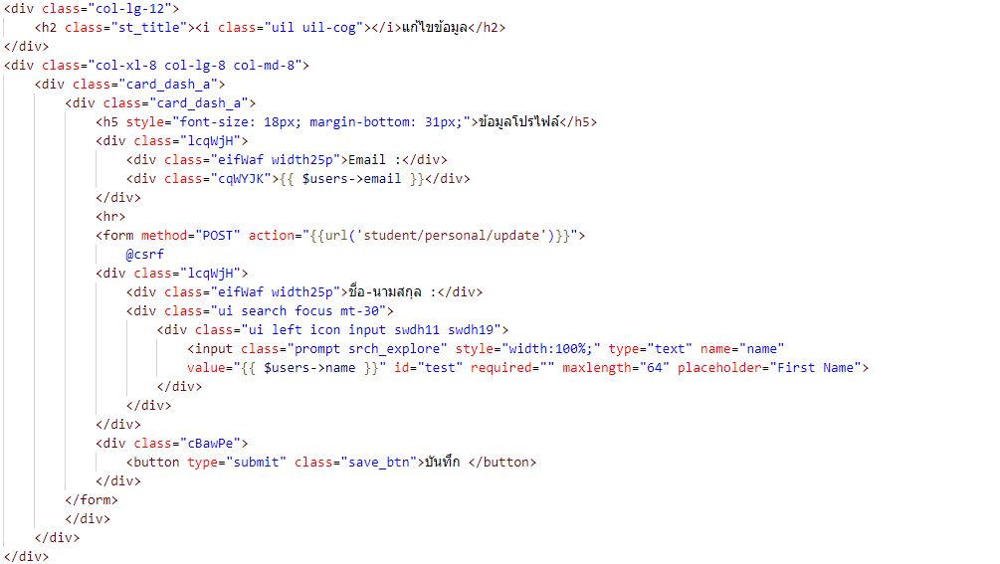 <div class="col-lg-12">
<h2 class="st_title"><i class="uil uil-cog"></i>แก้ไขข้อมูล</h2>
</div>
<div class="col-xl-8 col-lg-8 col-md-8">
<div class="card_dash_a">
<div class="card_dash_a">
<h5 style="font-size: 18px; margin-bottom: 31px;">ข้อมูลโปรไฟล์</h5>
<div class="lcqWjH">
<div class="eifWaf width25p">Email :</div>
<div class="cqWYJK">{{ $users->email }}</div>
</div>
<hr>
<form method="POST" action="{{url('student/personal/update')}}">
@csrf
<div class="lcqWjH">
<div class="eifWaf width25p">ชื่อ-นามสกุล :</div>
<div class="ui search focus mt-30">
<div class="ui left icon input swdh11 swdh19">
<input class="prompt srch_explore" style="width:100%;" type="text" name="name"
value="{{ $users->name }}" id="test" required="" maxlength="64" placeholder="First Name">
</div>
</div>
</div>
<div class="cBawPe">
<button type="submit" class="save_btn">บันทึก </button>
</div>
</form>
</div>
</div>
</div>